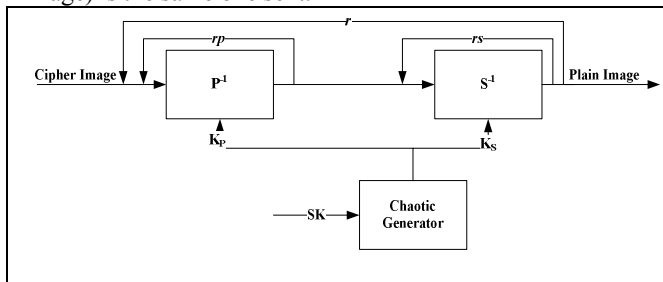 r
rp
rs
Cipher Image
P-1
S-1
Plain Image
KP
KS
SK
Chaotic
Generator